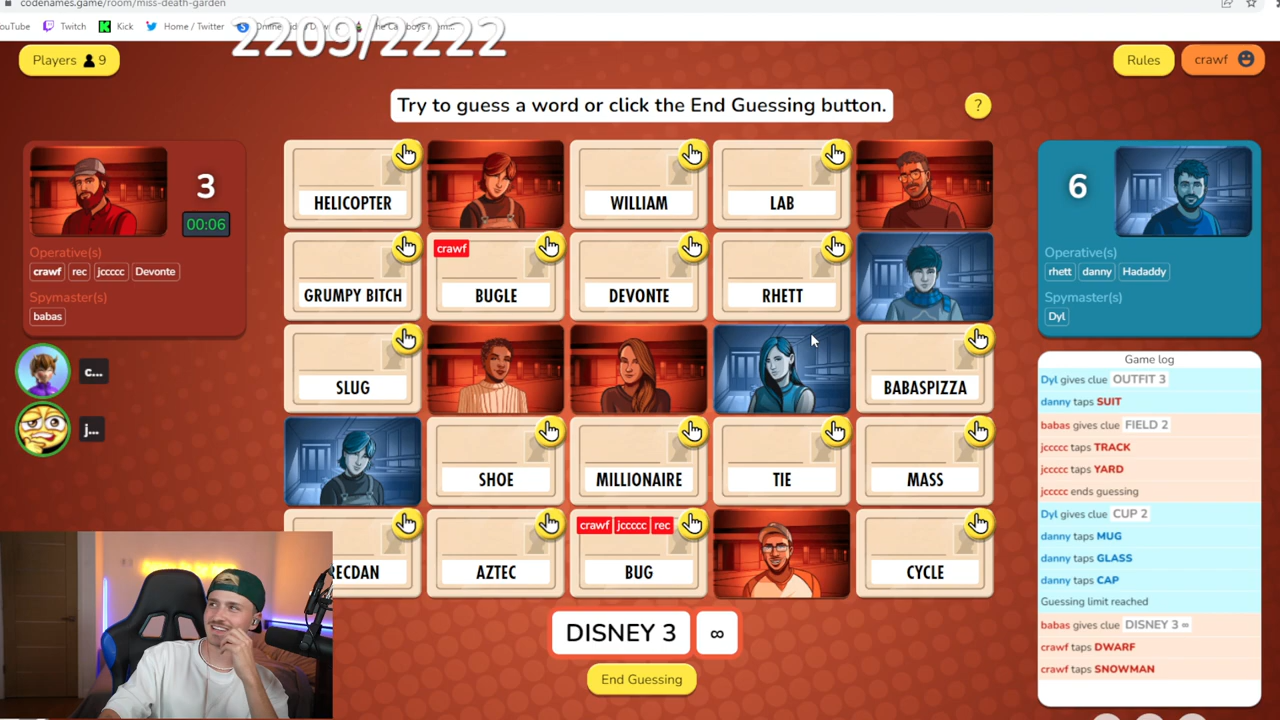 codenames.game/room/miss-death-garden
YouTube Twitch Kick Home / Twitter
2209/2222
Players 9
Rules
crawf
Try to guess a word or click the End Guessing button.
?
3
00:06
Operative(s)
crawf rec jccccc Devonte
Spymaster(s)
babas
c...
j...
HELICOPTER
WILLIAM
LAB
GRUMPY BITCH
crawf
BUGLE
DEVONTE
RHETT
SLUG
BABASPIZZA
SHOE
MILLIONAIRE
TIE
MASS
AZTEC
crawf jccccc rec
BUG
CYCLE
DISNEY 3
∞
End Guessing
6
Operative(s)
rhett danny Hadaddy
Spymaster(s)
Dyl
Game log
Dyl gives clue OUTFIT 3
danny taps SUIT
babas gives clue FIELD 2
jccccc taps TRACK
jccccc taps YARD
jccccc ends guessing
Dyl gives clue CUP 2
danny taps MUG
danny taps GLASS
danny taps CAP
Guessing limit reached
babas gives clue DISNEY 3 ∞
crawf taps DWARF
crawf taps SNOWMAN